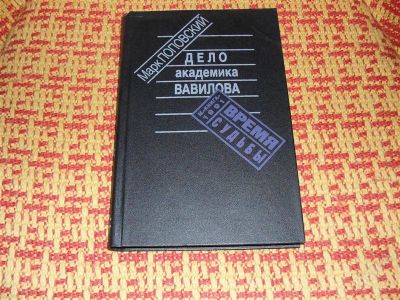 Марк ПОПОВСКИЙ
ДЕЛО
академика
ВАВИЛОВА
ВРЕМЯ
СУДЬБЫ